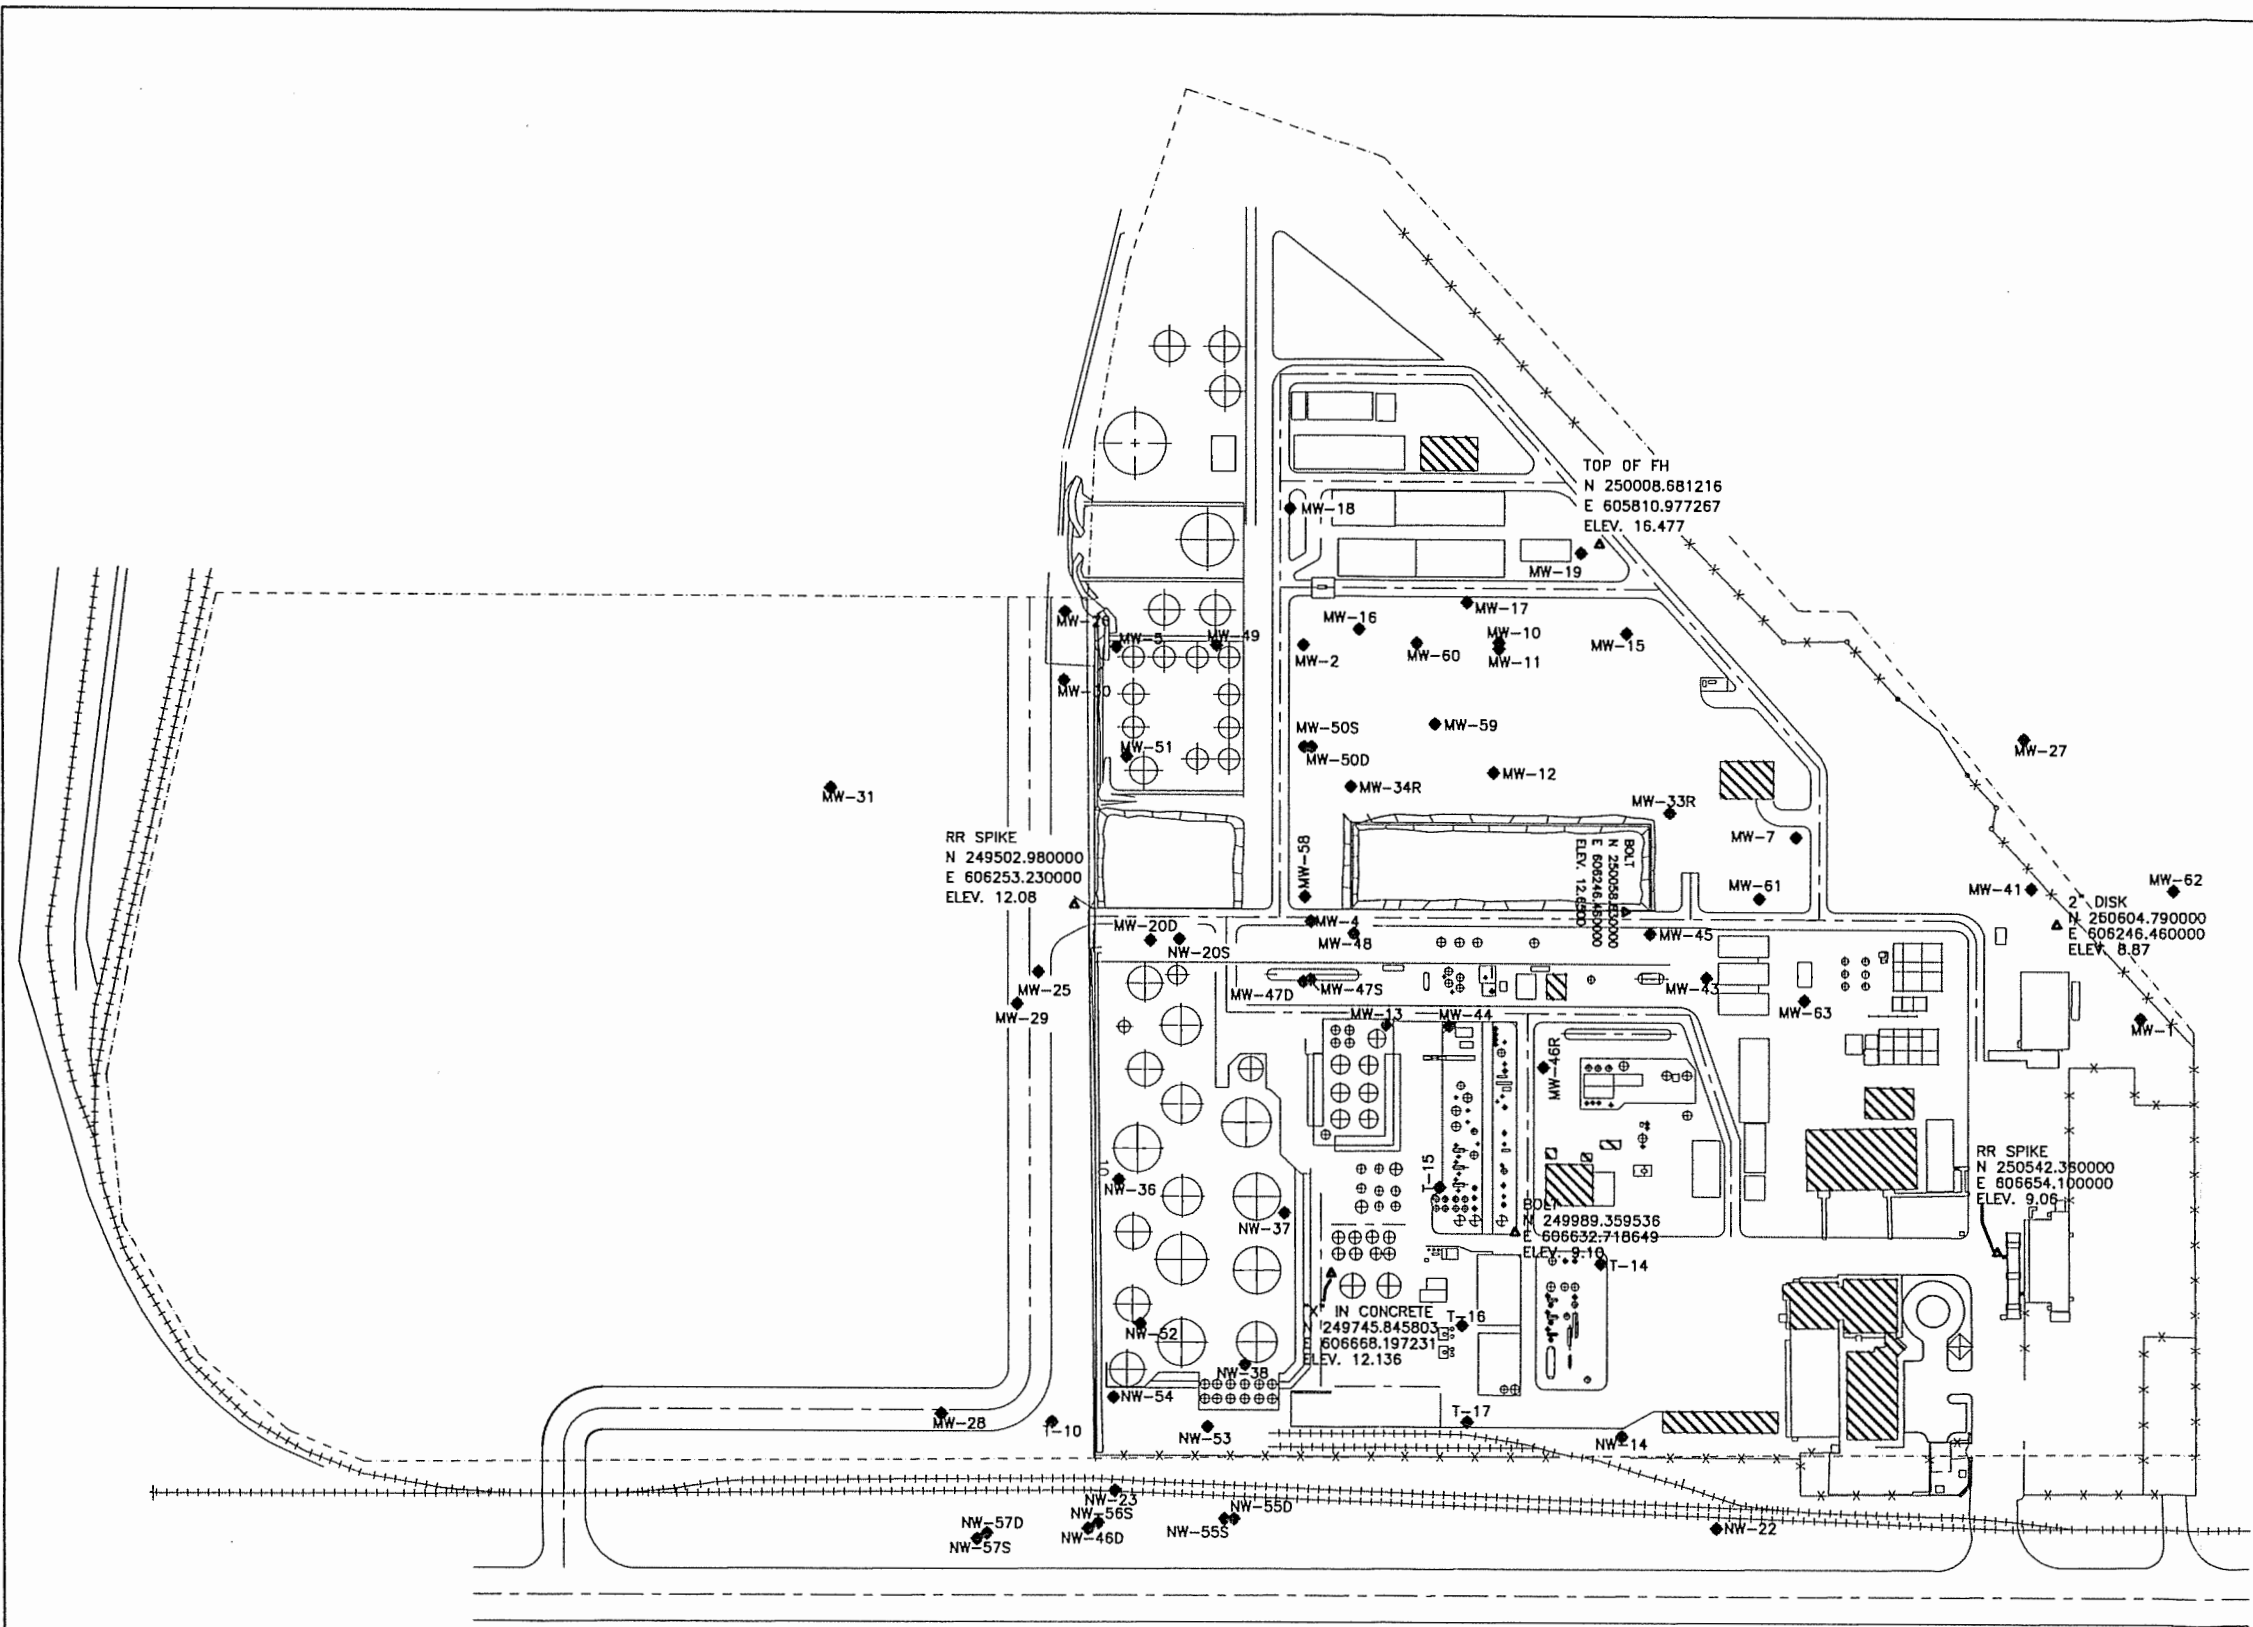 TOP OF FH
N 250008.681216
E 605810.977267
ELEV. 16.477
MW-18
MW-19
MW-17
MW-16
MW-10
MW-5
MW-49
MW-2
MW-60
MW-11
MW-15
MW-30
MW-50S
MW-59
MW-27
MW-51
MW-50D
MW-12
MW-31
MW-34R
MW-33R
RR SPIKE
N 249502.980000
E 606253.230000
ELEV. 12.08
MW-58
BOLT
MW-7
MW-61
MW-41
MW-62
2" DISK
N 250604.790000
E 606246.460000
ELEV. 8.87
MW-20D
NW-20S
MW-4
MW-48
MW-45
MW-25
MW-29
MW-47D
MW-47S
MW-43
MW-63
MW-1
MW-13
MW-44
MW-46R
10
NW-36
T-15
RR SPIKE
N 250542.360000
E 606654.100000
ELEV. 9.06
NW-37
BOLT
N 249989.359536
E 606632.718649
ELEV. 9.10
T-14
"X" IN CONCRETE
N 249745.845803
E 606668.197231
ELEV. 12.136
T-16
NW-52
NW-38
NW-54
MW-28
T-10
NW-53
T-17
NW-14
NW-23
NW-56S
NW-46D
NW-57D
NW-57S
NW-55D
NW-55S
NW-22